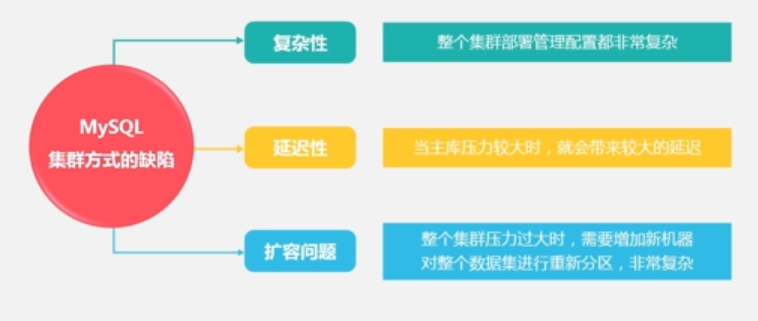 MySQL
集群方式的缺陷
复杂性
整个集群部署管理配置都非常复杂
延迟性
当主库压力较大时，就会带来较大的延迟
扩容问题
整个集群压力过大时，需要增加新机器
对整个数据集进行重新分区，非常复杂